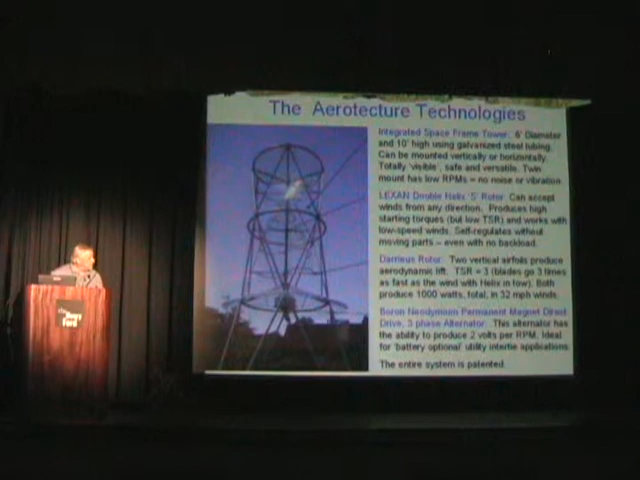 The Aerotecture Technologies
Integrated Space Frame Tower: 6' Diameter
and 10' high using galvanized steel tubing.
Can be mounted vertically or horizontally.
Totally 'visible', safe and versatile. Twin
mount has low RPMs = no noise or vibration.
LEXAN Double Helix 'S' Rotor: Can accept
winds from any direction. Produces high
starting torques (but low TSR) and works with
low-speed winds. Self-regulates without
moving parts – even with no backload.
Darrieus Rotor: Two vertical airfoils produce
aerodynamic lift. TSR = 3 (blades go 3 times
as fast as the wind with Helix in tow). Both
produce 1000 watts, total, in 32 mph winds.
Boron Neodymium Permanent Magnet Direct
Drive, 3 phase Alternator: This alternator has
the ability to produce 2 volts per RPM. Ideal
for 'battery optional' utility intertie applications.
The entire system is patented.
the
Henry
Ford